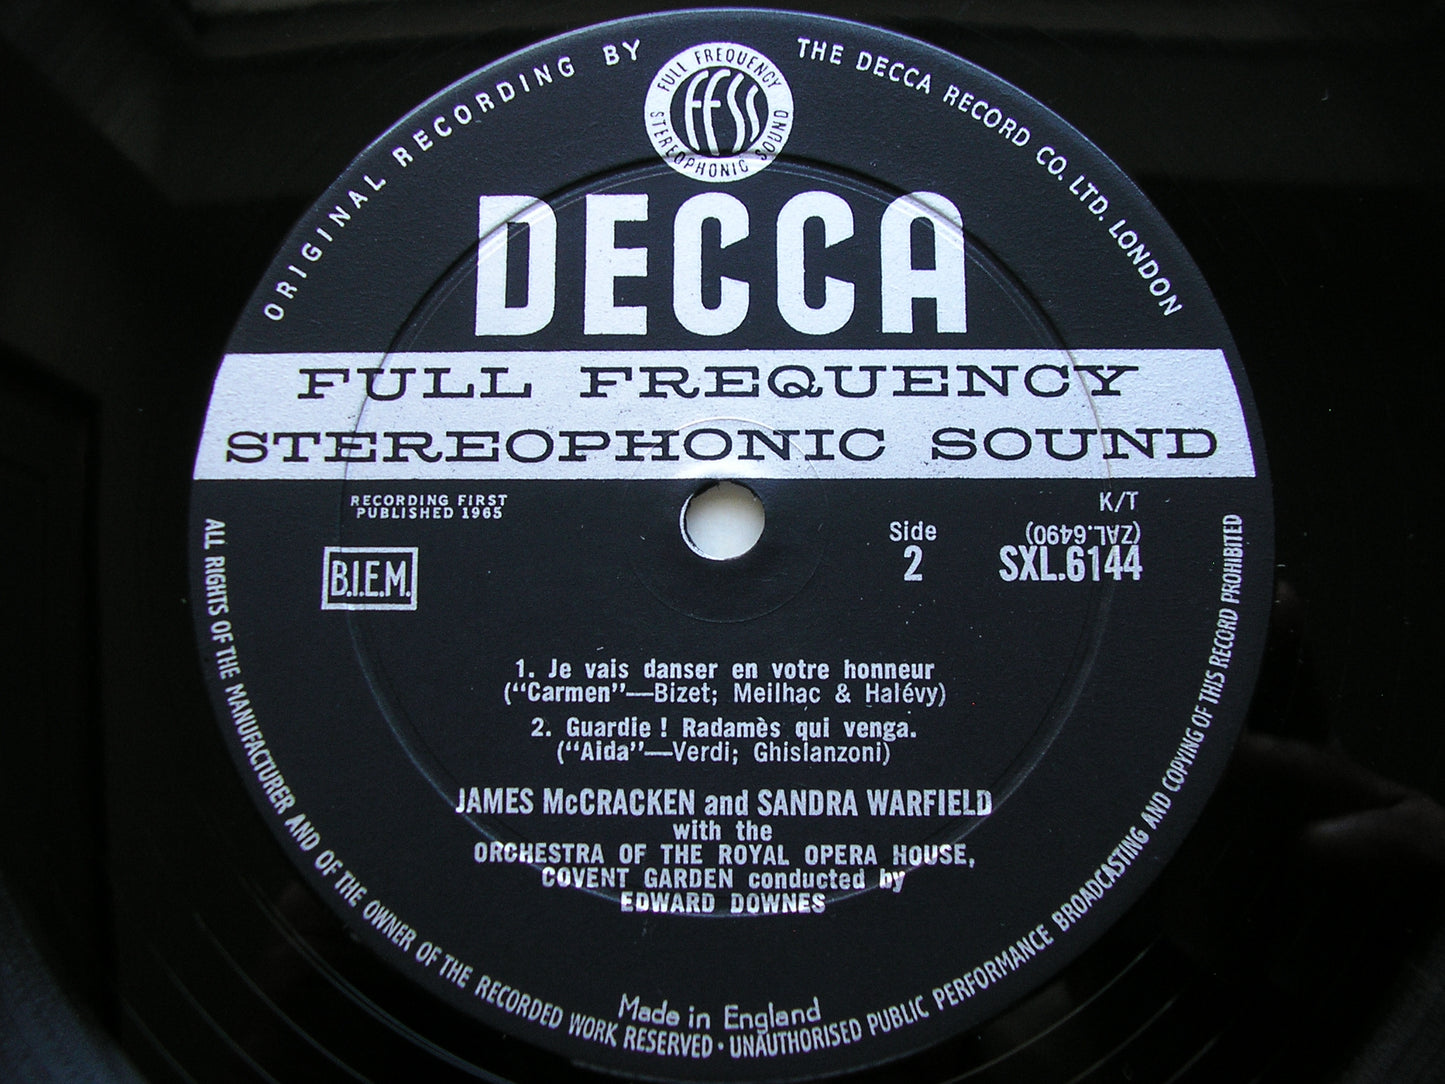 ORIGINAL RECORDING BY
THE DECCA RECORD CO. LTD. LONDON
FULL FREQUENCY
FFSS
STEREOPHONIC SOUND
DECCA
FULL FREQUENCY
STEREOPHONIC SOUND
RECORDING FIRST
PUBLISHED 1965
K/T
(ZAL.6490)
Side
2
SXL.6144
B.I.E.M.
1. Je vais danser en votre honneur
("Carmen"—Bizet; Meilhac & Halévy)
2. Guardie! Radamès qui venga.
("Aida"—Verdi; Ghislanzoni)
JAMES McCRACKEN and SANDRA WARFIELD
with the
ORCHESTRA OF THE ROYAL OPERA HOUSE,
COVENT GARDEN conducted by
EDWARD DOWNES
Made in England
ALL RIGHTS OF THE MANUFACTURER AND OF THE OWNER OF THE RECORDED WORK RESERVED · UNAUTHORISED PUBLIC PERFORMANCE BROADCASTING AND COPYING OF THIS RECORD PROHIBITED